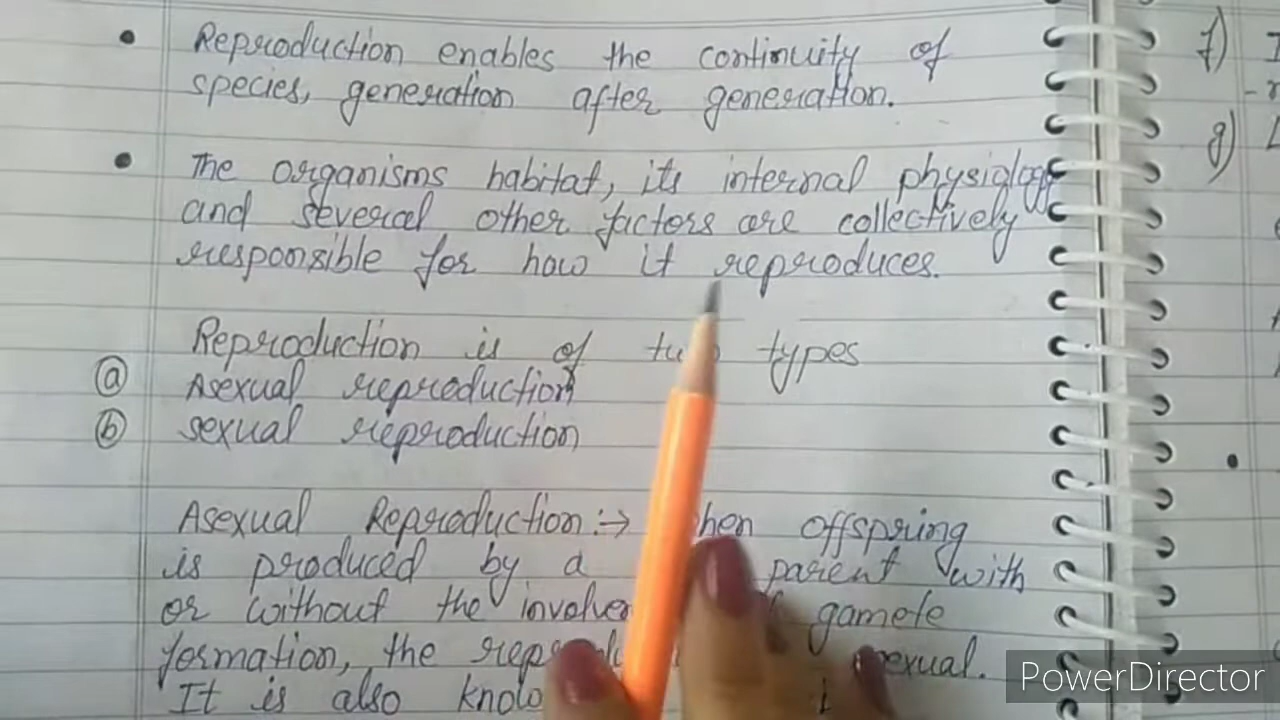 • Reproduction enables the continuity of
species, generation after generation.
• The organisms habitat, its internal physiology
and several other factors are collectively
responsible for how it reproduces.
Reproduction is of two types
ⓐ Asexual reproduction
ⓑ sexual reproduction
Asexual Reproduction:→ when offspring
is produced by a parent with
or without the gamete
formation, the
It is also
f)
g)
PowerDirector